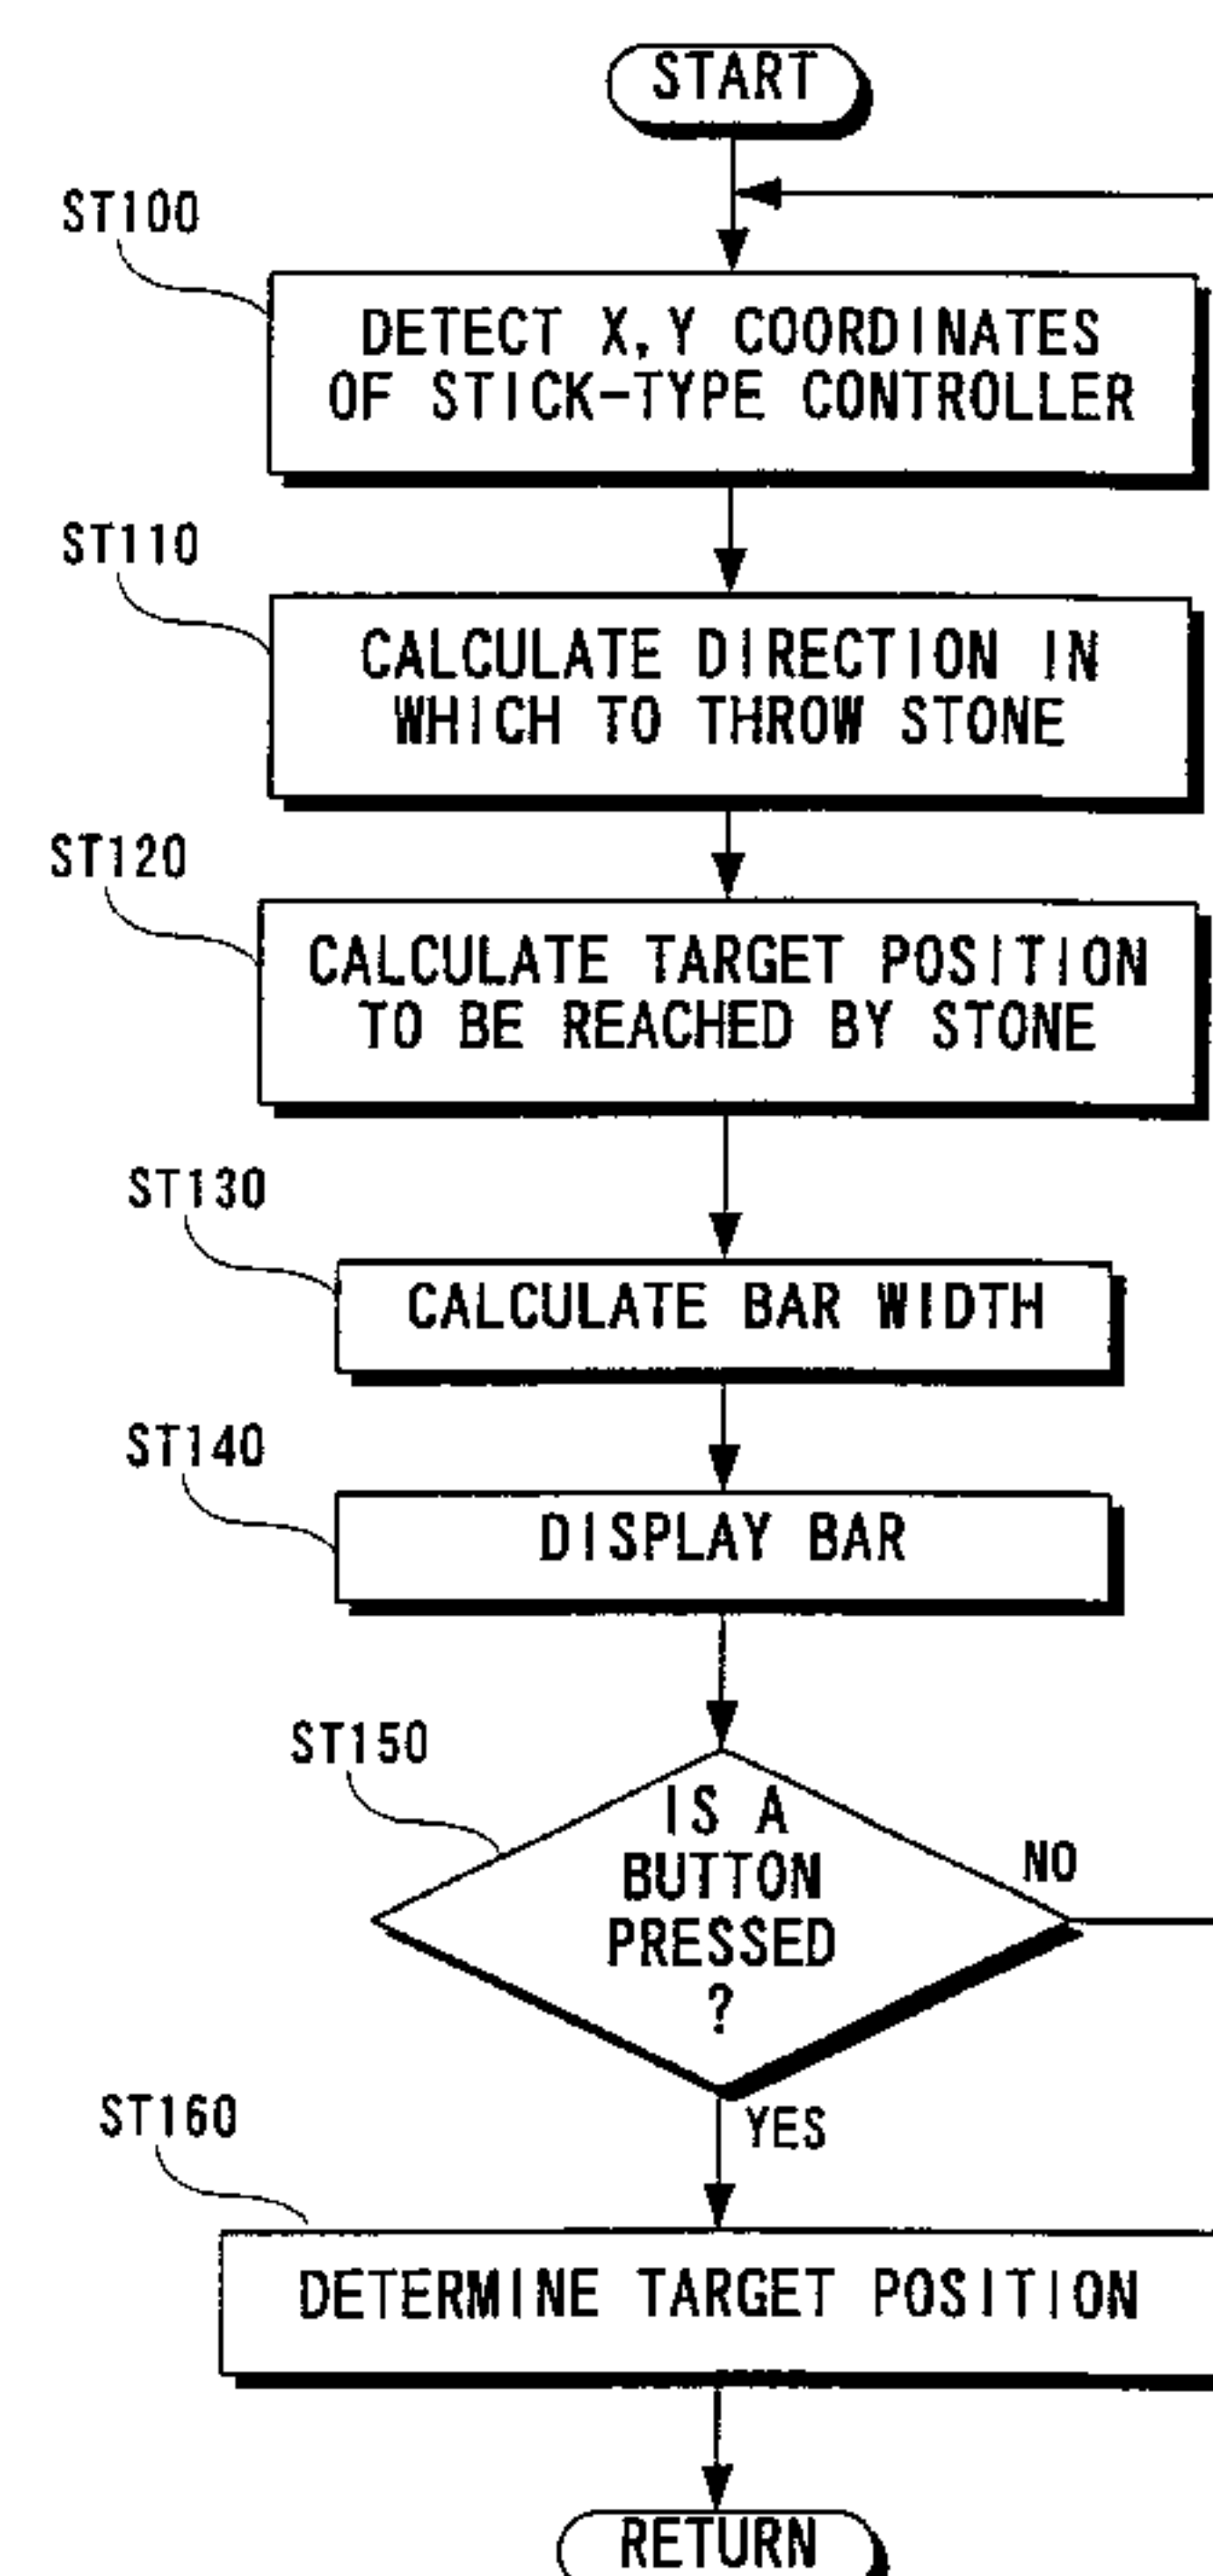 START
ST100
DETECT X,Y COORDINATES
OF STICK-TYPE CONTROLLER
ST110
CALCULATE DIRECTION IN
WHICH TO THROW STONE
ST120
CALCULATE TARGET POSITION
TO BE REACHED BY STONE
ST130
CALCULATE BAR WIDTH
ST140
DISPLAY BAR
ST150
IS A
BUTTON
PRESSED
?
NO
YES
ST160
DETERMINE TARGET POSITION
RETURN